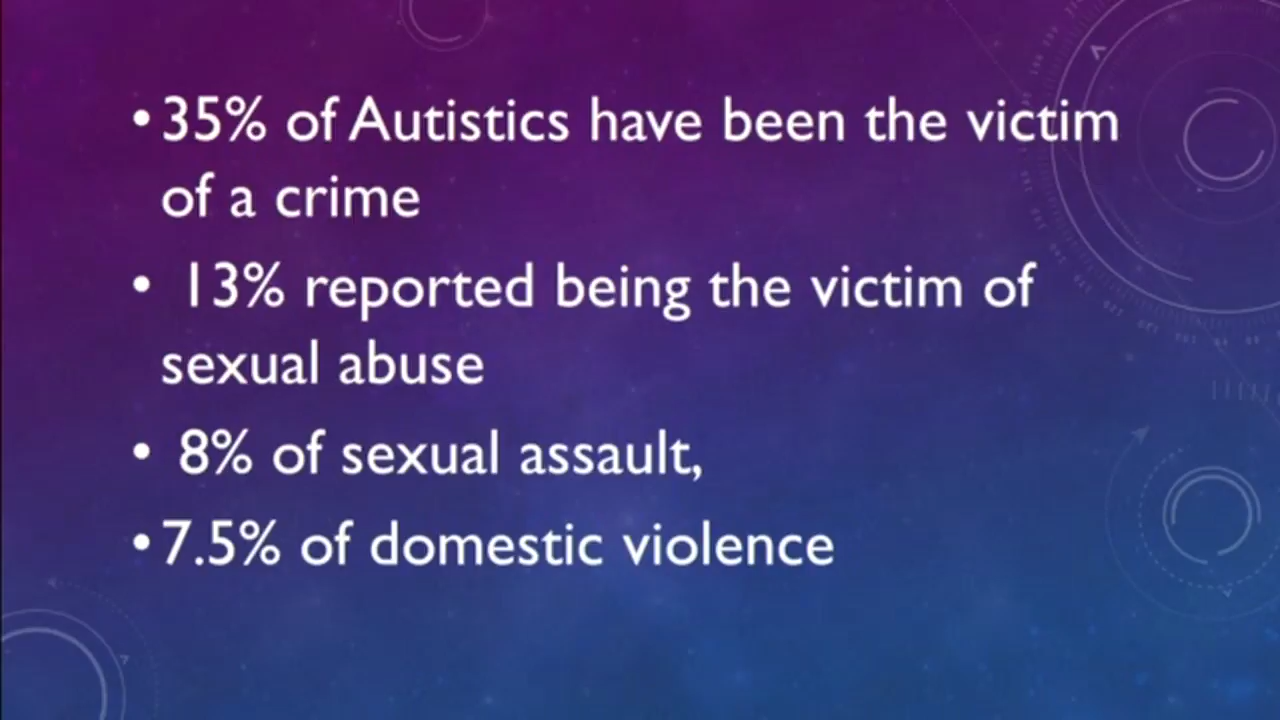 •35% of Autistics have been the victim
of a crime
• 13% reported being the victim of
sexual abuse
• 8% of sexual assault,
•7.5% of domestic violence